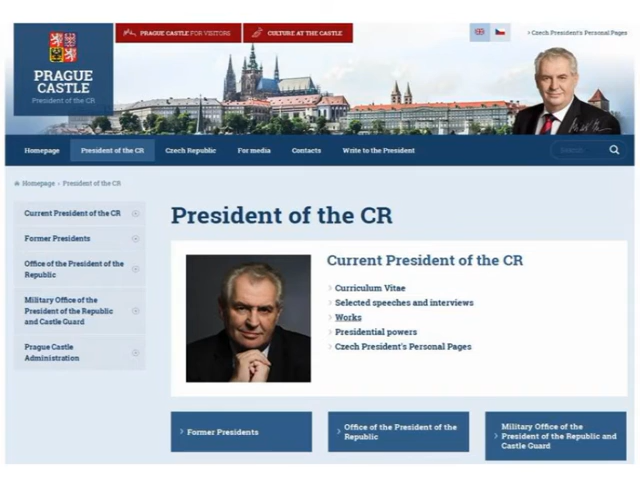 PRAGUE CASTLE FOR VISITORS
CULTURE AT THE CASTLE
> Czech President's Personal Pages
PRAGUE
CASTLE
President of the CR
Homepage
President of the CR
Czech Republic
For media
Contacts
Write to the President
Search
Homepage › President of the CR
Current President of the CR
Former Presidents
Office of the President of the
Republic
Military Office of the
President of the Republic
and Castle Guard
Prague Castle
Administration
President of the CR
Current President of the CR
> Curriculum Vitae
> Selected speeches and interviews
> Works
> Presidential powers
> Czech President's Personal Pages
> Former Presidents
> Office of the President of the
Republic
Military Office of the
> President of the Republic and
Castle Guard